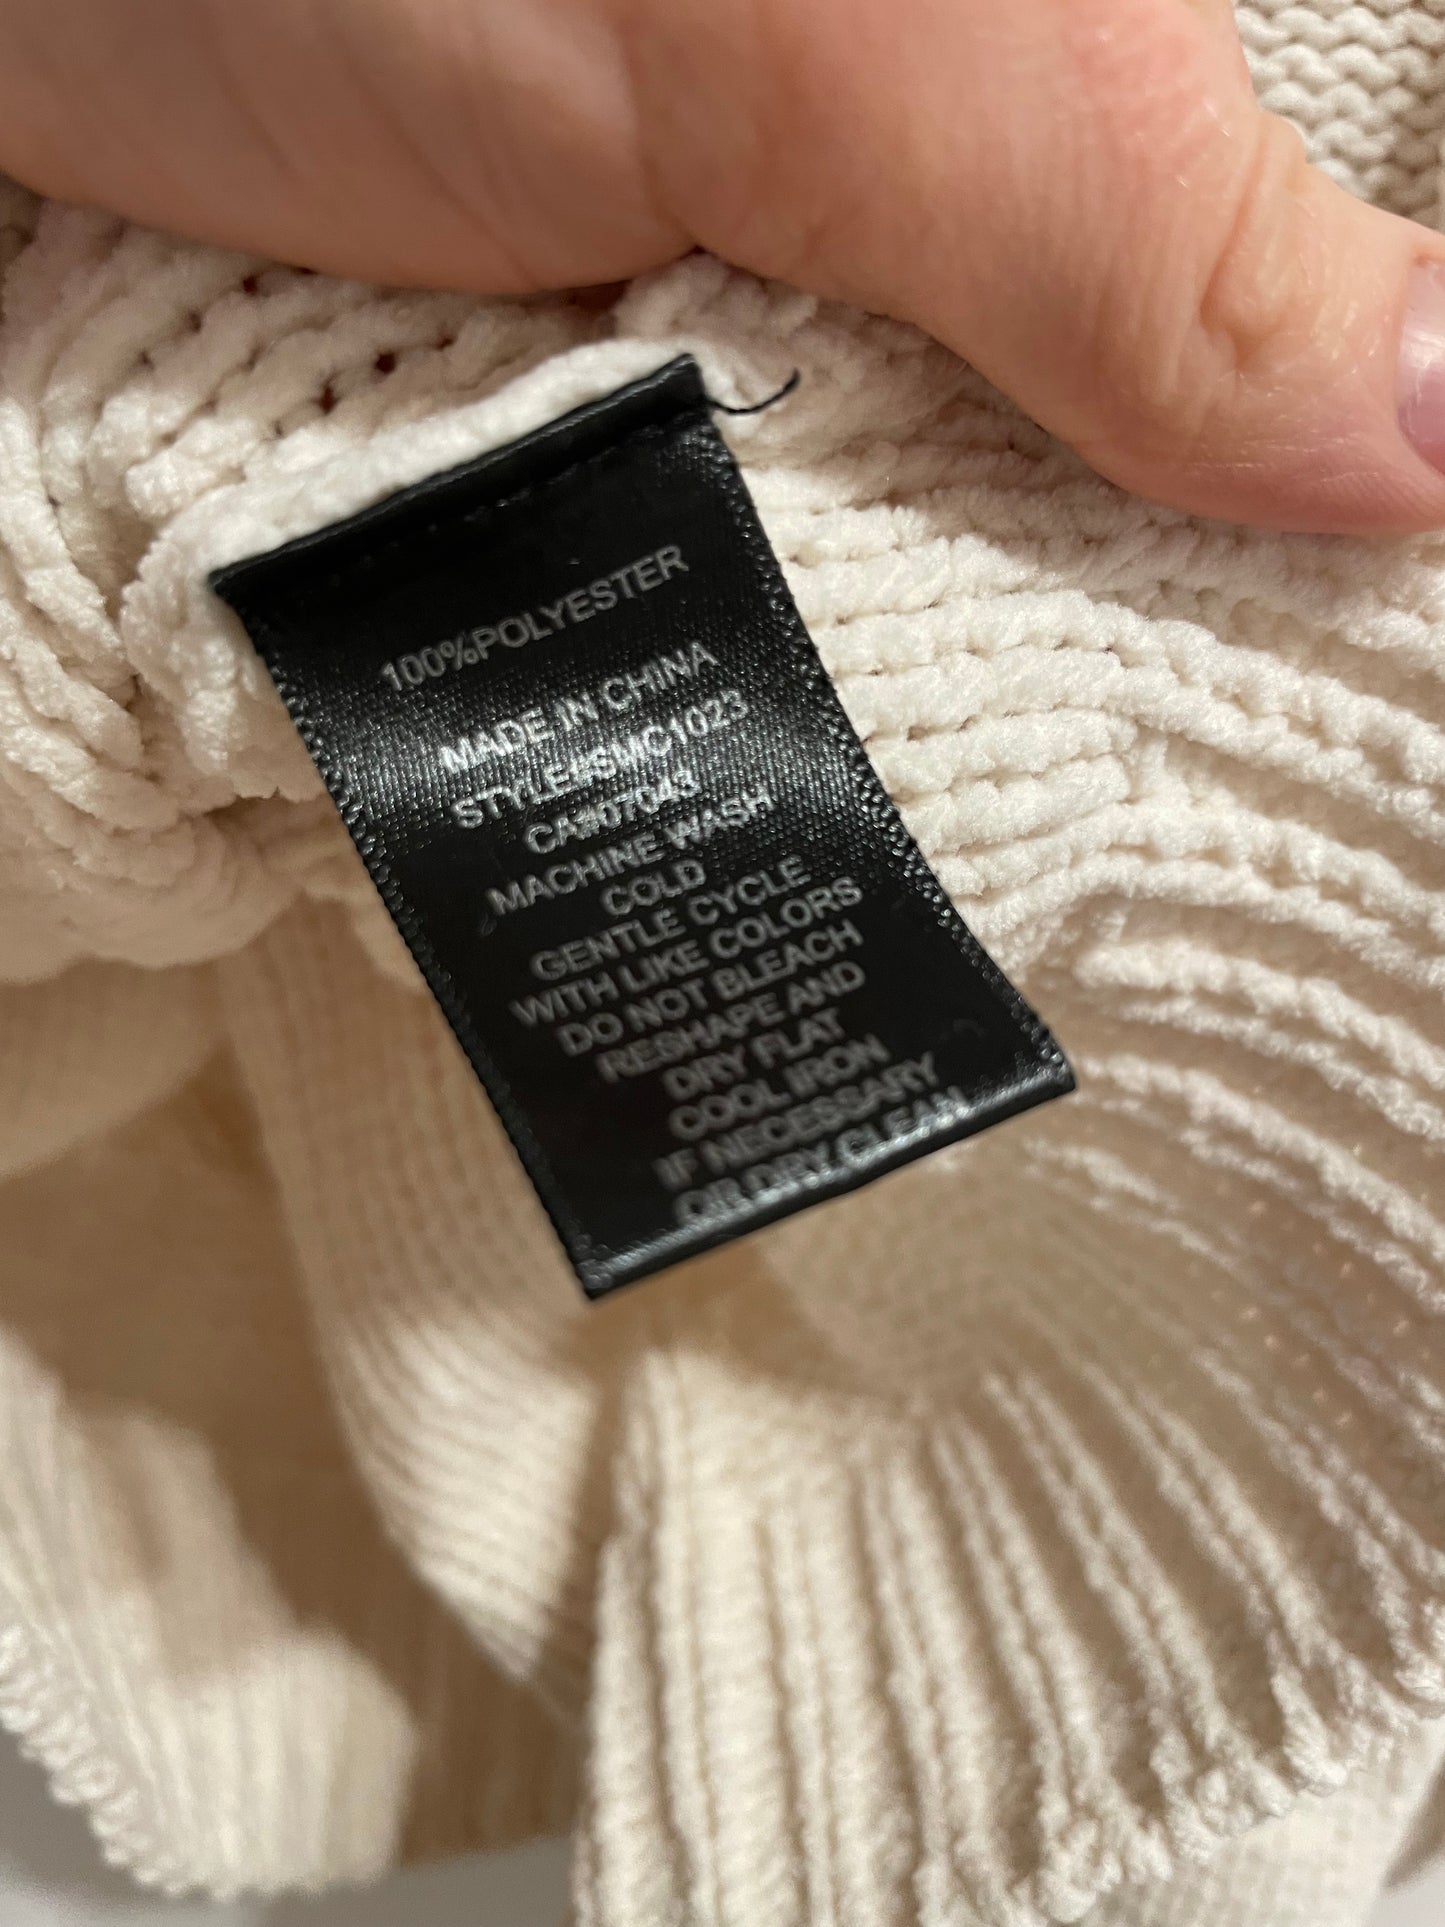 100%POLYESTER
MADE IN CHINA
STYLE#SMC1023
CA#07043
MACHINE WASH
COLD
GENTLE CYCLE
WITH LIKE COLORS
DO NOT BLEACH
RESHAPE AND
DRY FLAT
COOL IRON
IF NECESSARY
OR DRY CLEAN